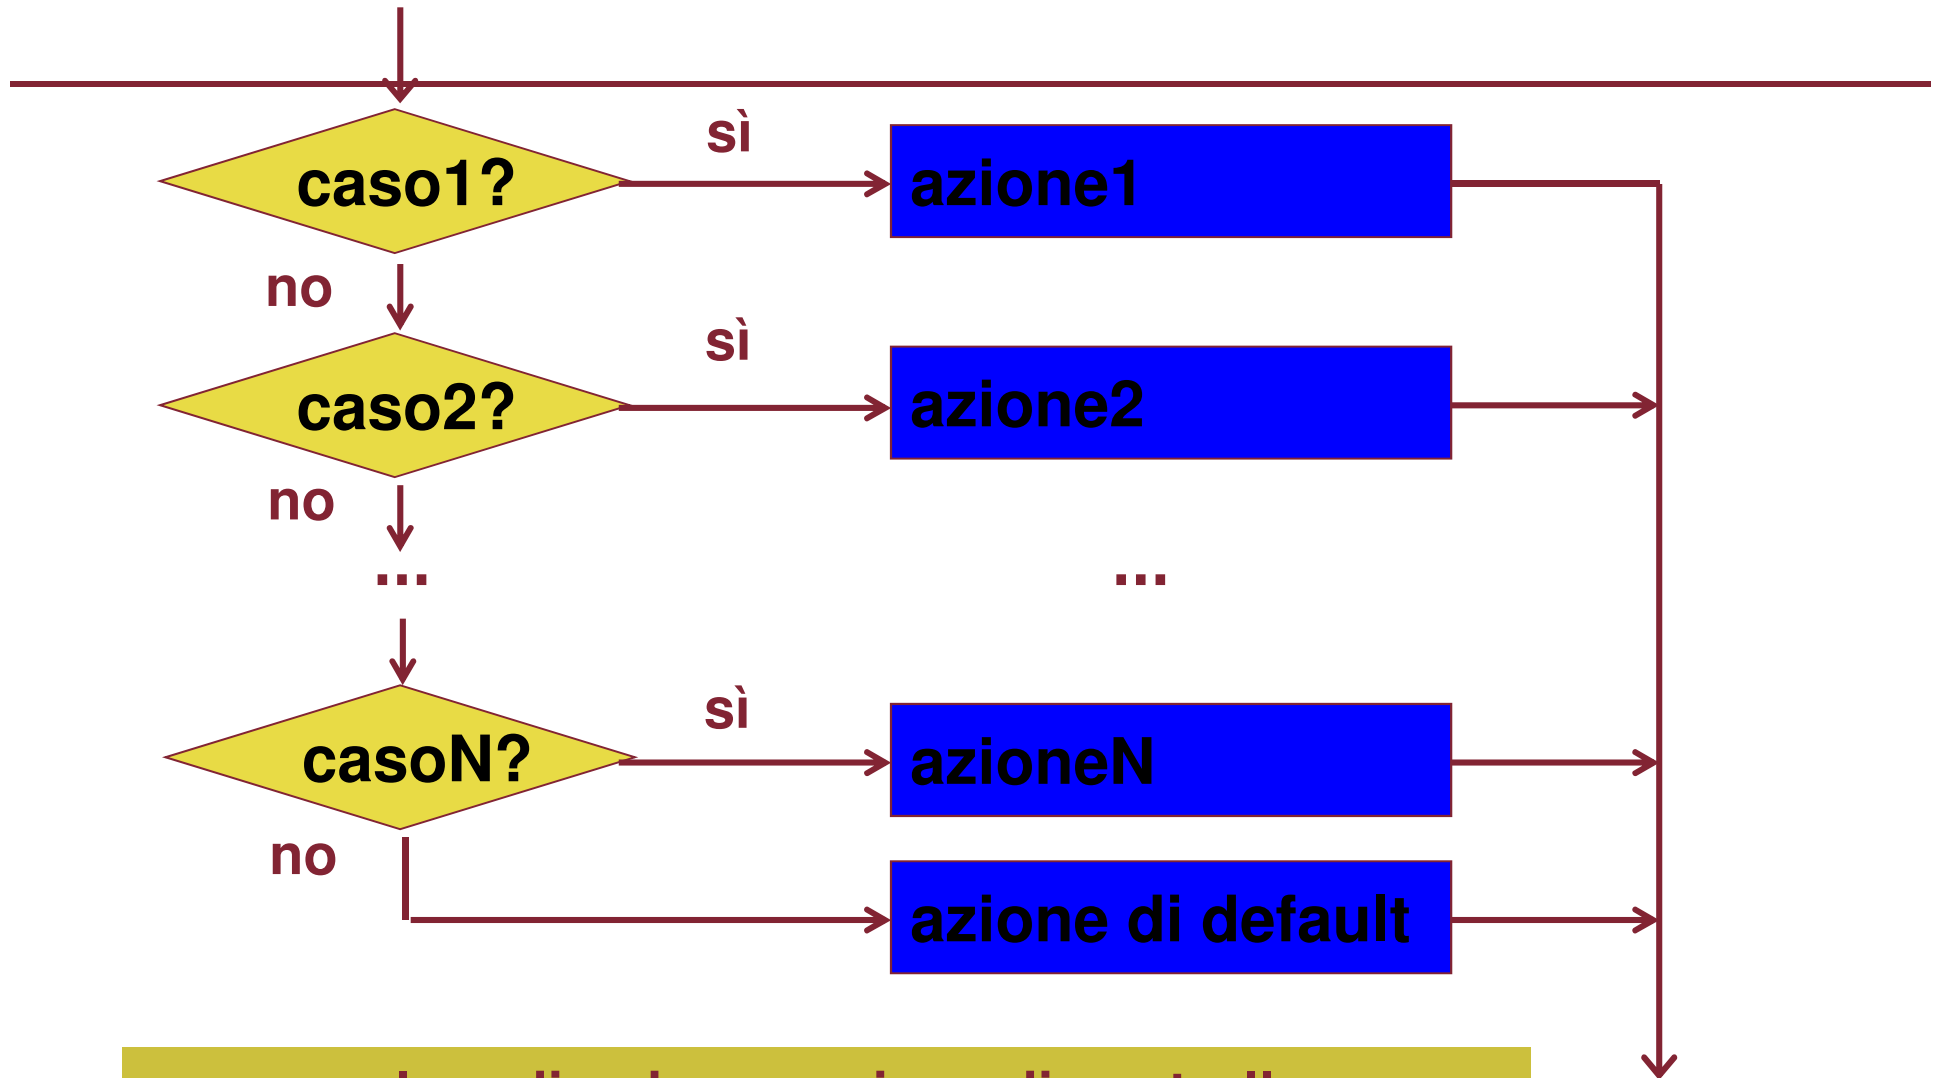 sì
caso1?
azione1
no
sì
caso2?
azione2
no
...
...
sì
casoN?
azioneN
no
azione di default